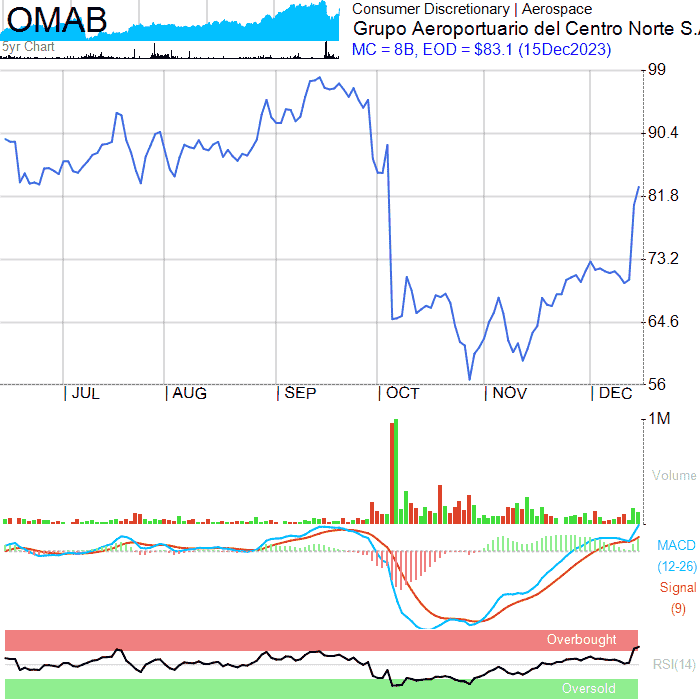 OMAB
5yr Chart
Consumer Discretionary | Aerospace
Grupo Aeroportuario del Centro Norte S.A
MC = 8B, EOD = $83.1 (15Dec2023)
99
90.4
81.8
73.2
64.6
56
| JUL | AUG | SEP | OCT | NOV | DEC
1M
Volume
MACD
(12-26)
Signal
(9)
Overbought
RSI(14)
Oversold